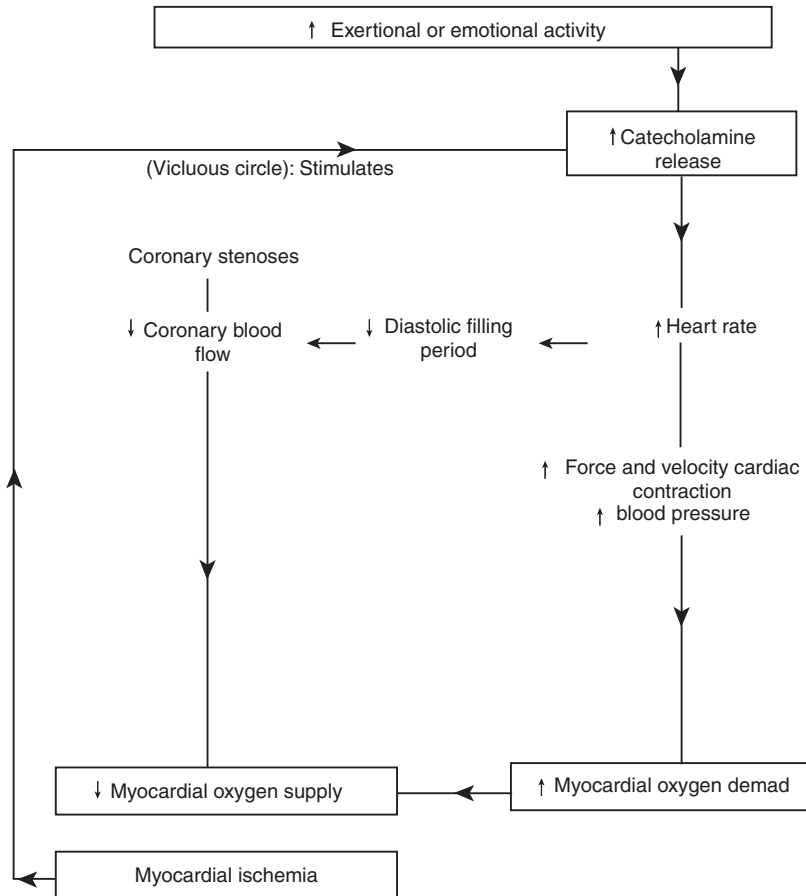 ↑ Exertional or emotional activity
↑ Catecholamine
release
(Vicluous circle): Stimulates
Coronary stenoses
↓ Coronary blood
flow
↓ Diastolic filling
period
↑ Heart rate
↑ Force and velocity cardiac
contraction
↑ blood pressure
↓ Myocardial oxygen supply
↑ Myocardial oxygen demad
Myocardial ischemia